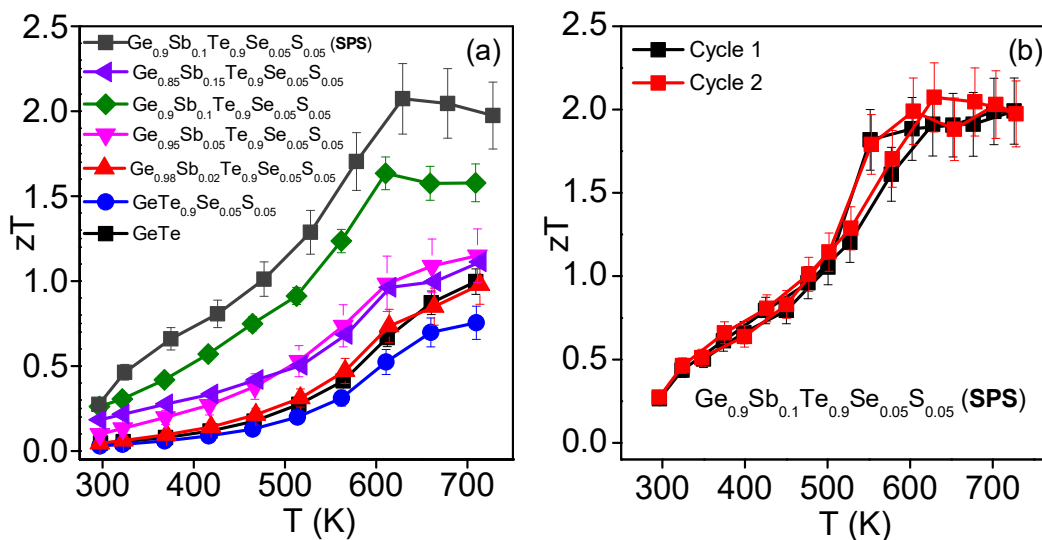 (a)
Ge0.9Sb0.1Te0.9Se0.05S0.05 (SPS)
Ge0.85Sb0.15Te0.9Se0.05S0.05
Ge0.9Sb0.1Te0.9Se0.05S0.05
Ge0.95Sb0.05Te0.9Se0.05S0.05
Ge0.98Sb0.02Te0.9Se0.05S0.05
GeTe0.9Se0.05S0.05
GeTe
zT
2.5
2.0
1.5
1.0
0.5
0.0
300 400 500 600 700
T (K)
(b)
Cycle 1
Cycle 2
Ge0.9Sb0.1Te0.9Se0.05S0.05 (SPS)
zT
2.5
2.0
1.5
1.0
0.5
0.0
300 400 500 600 700
T (K)